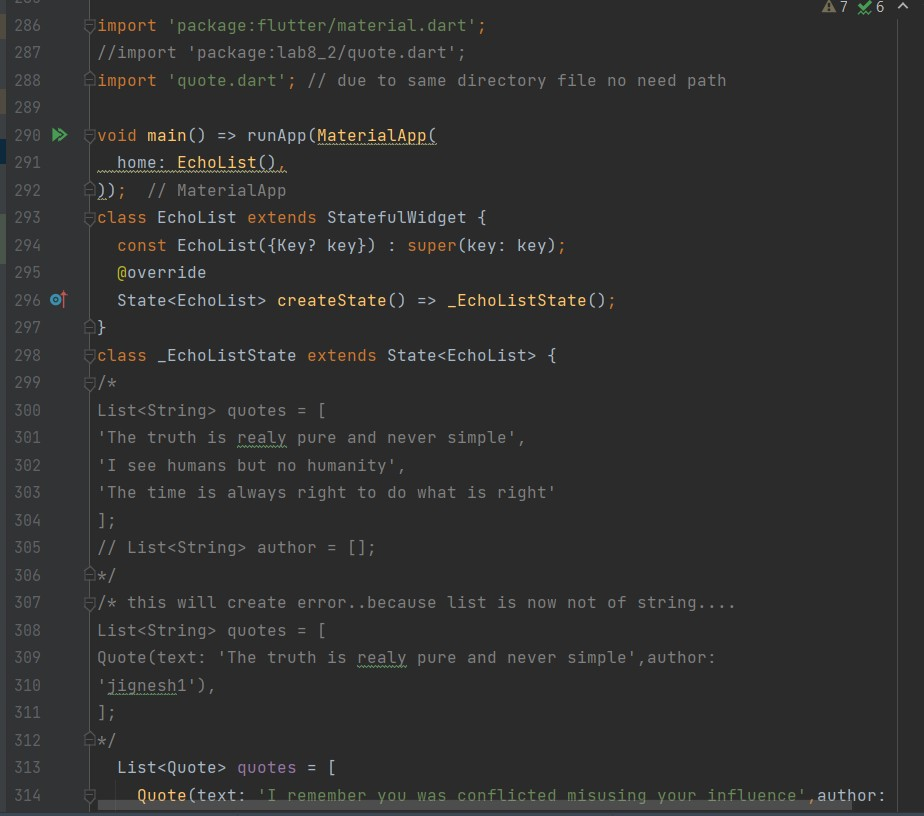 7 6
286 import 'package:flutter/material.dart';
287 //import 'package:lab8_2/quote.dart';
288 import 'quote.dart'; // due to same directory file no need path
289
290 void main() => runApp(MaterialApp(
291   home: EchoList(),
292 )); // MaterialApp
293 class EchoList extends StatefulWidget {
294   const EchoList({Key? key}) : super(key: key);
295   @override
296   State<EchoList> createState() => _EchoListState();
297 }
298 class _EchoListState extends State<EchoList> {
299 /*
300 List<String> quotes = [
301 'The truth is realy pure and never simple',
302 'I see humans but no humanity',
303 'The time is always right to do what is right'
304 ];
305 // List<String> author = [];
306 */
307 /* this will create error..because list is now not of string....
308 List<String> quotes = [
309 Quote(text: 'The truth is realy pure and never simple',author:
310 'jignesh1'),
311 ];
312 */
313   List<Quote> quotes = [
314     Quote(text: 'I remember you was conflicted misusing your influence',author: